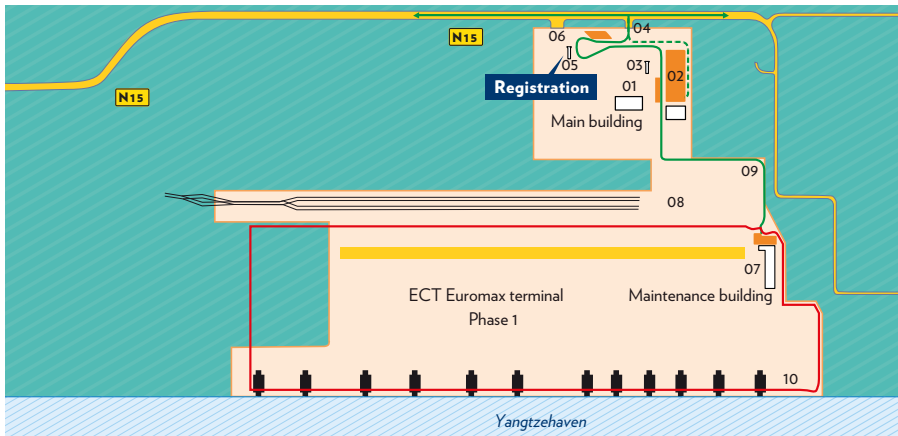 06
04
N15
05
03
02
Registration
01
N15
Main building
09
08
07
ECT Euromax terminal
Maintenance building
Phase 1
10
Yangtzehaven